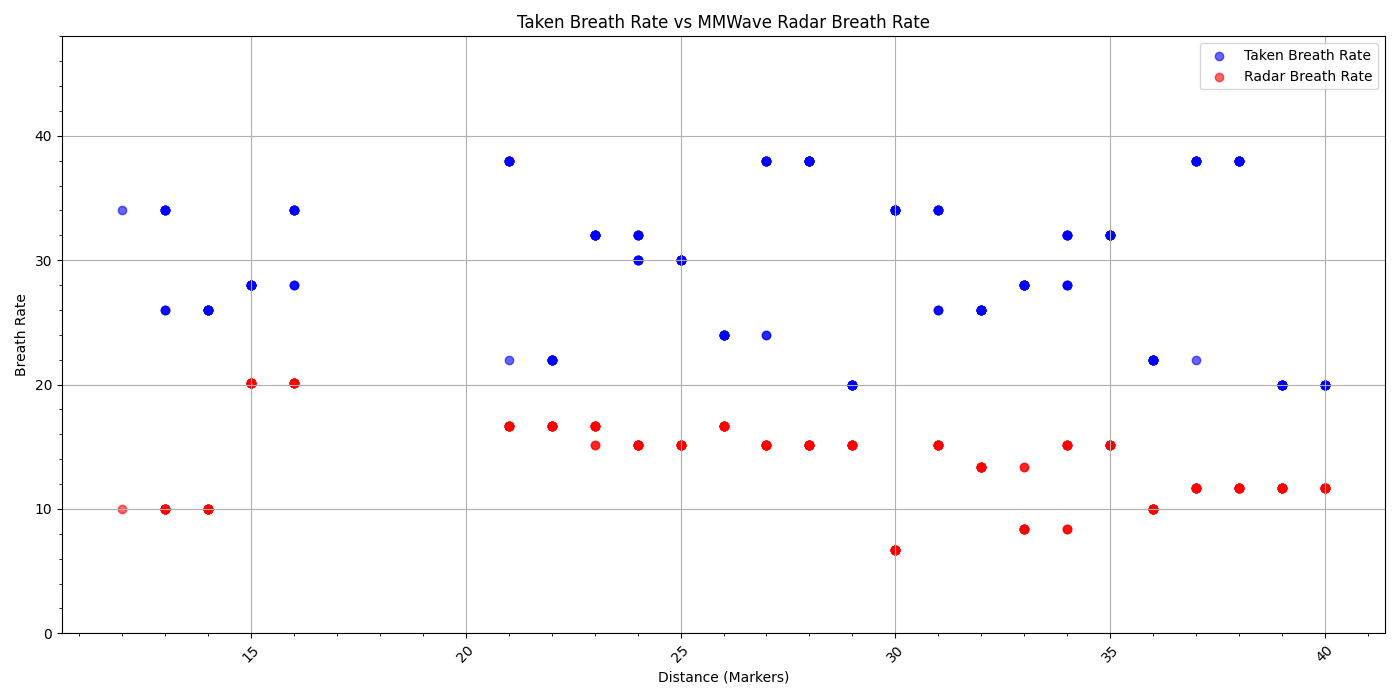 Taken Breath Rate vs MMWave Radar Breath Rate
Taken Breath Rate
Radar Breath Rate
Breath Rate
40
30
20
10
0
15
20
25
30
35
40
Distance (Markers)